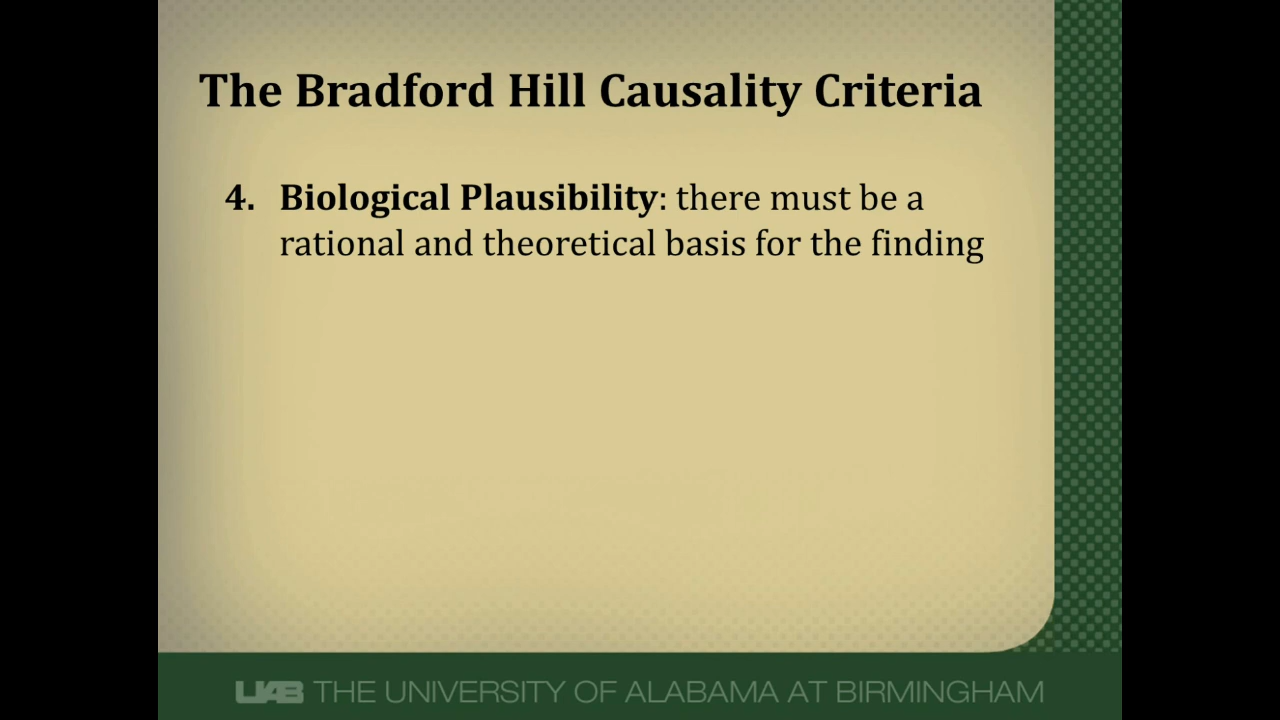 The Bradford Hill Causality Criteria
4. Biological Plausibility: there must be a
rational and theoretical basis for the finding
UAB THE UNIVERSITY OF ALABAMA AT BIRMINGHAM